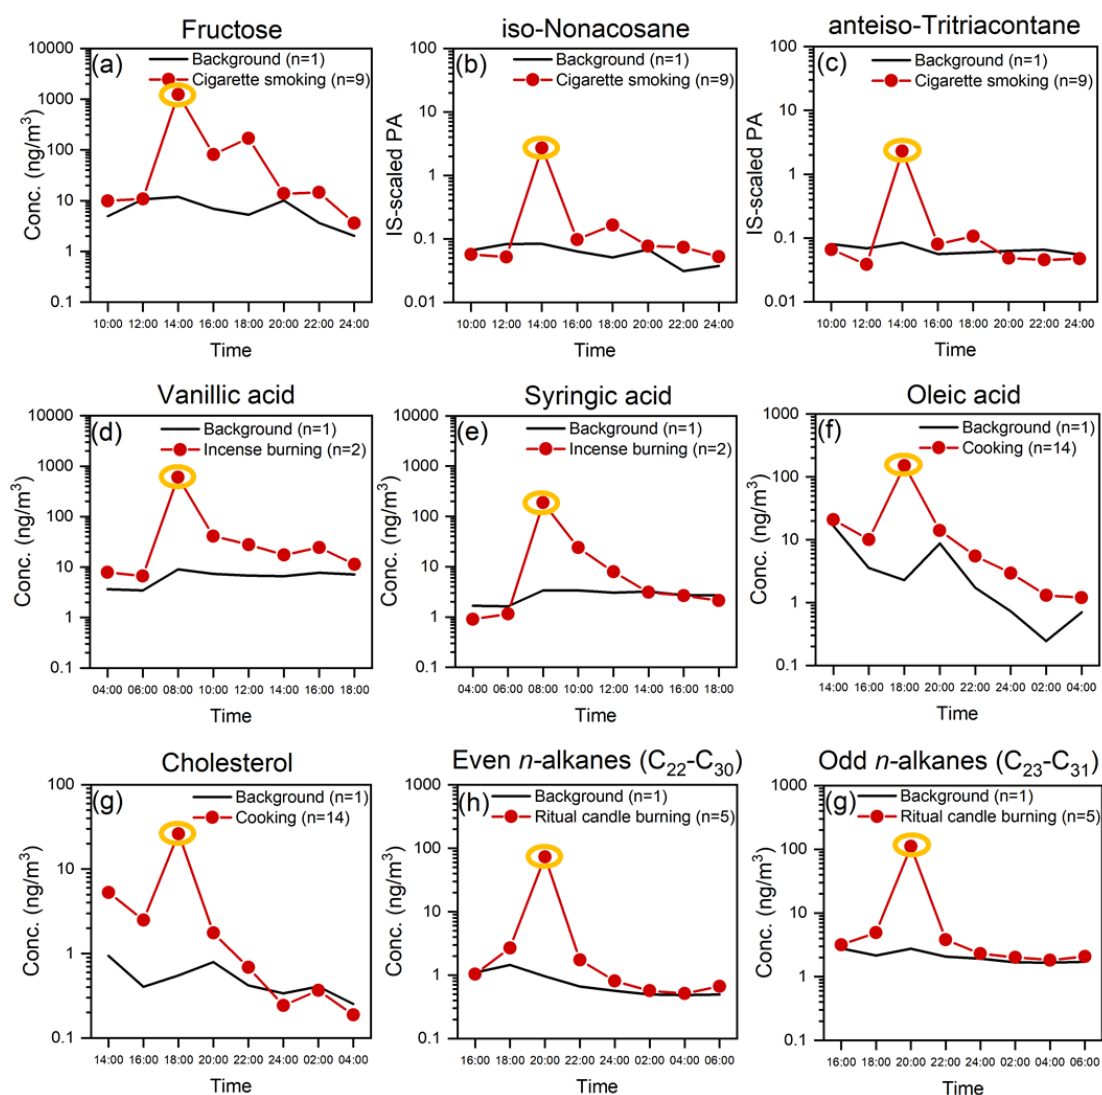 Fructose
(a)
Background (n=1)
Cigarette smoking (n=9)
Conc. (ng/m³)
10000
1000
100
10
1
0.1
10:00 12:00 14:00 16:00 18:00 20:00 22:00 24:00
Time
iso-Nonacosane
(b)
Background (n=1)
Cigarette smoking (n=9)
IS-scaled PA
100
10
1
0.1
0.01
10:00 12:00 14:00 16:00 18:00 20:00 22:00 24:00
Time
anteiso-Tritriacontane
(c)
Background (n=1)
Cigarette smoking (n=9)
IS-scaled PA
100
10
1
0.1
0.01
10:00 12:00 14:00 16:00 18:00 20:00 22:00 24:00
Time
Vanillic acid
(d)
Background (n=1)
Incense burning (n=2)
Conc. (ng/m³)
10000
1000
100
10
1
0.1
04:00 06:00 08:00 10:00 12:00 14:00 16:00 18:00
Time
Syringic acid
(e)
Background (n=1)
Incense burning (n=2)
Conc. (ng/m³)
10000
1000
100
10
1
0.1
04:00 06:00 08:00 10:00 12:00 14:00 16:00 18:00
Time
Oleic acid
(f)
Background (n=1)
Cooking (n=14)
Conc. (ng/m³)
1000
100
10
1
0.1
14:00 16:00 18:00 20:00 22:00 24:00 02:00 04:00
Time
Cholesterol
(g)
Background (n=1)
Cooking (n=14)
Conc. (ng/m³)
100
10
1
0.1
14:00 16:00 18:00 20:00 22:00 24:00 02:00 04:00
Time
Even n-alkanes (C₂₂-C₃₀)
(h)
Background (n=1)
Ritual candle burning (n=5)
Conc. (ng/m³)
1000
100
10
1
0.1
16:00 18:00 20:00 22:00 24:00 02:00 04:00 06:00
Time
Odd n-alkanes (C₂₃-C₃₁)
(g)
Background (n=1)
Ritual candle burning (n=5)
Conc. (ng/m³)
1000
100
10
1
0.1
16:00 18:00 20:00 22:00 24:00 02:00 04:00 06:00
Time